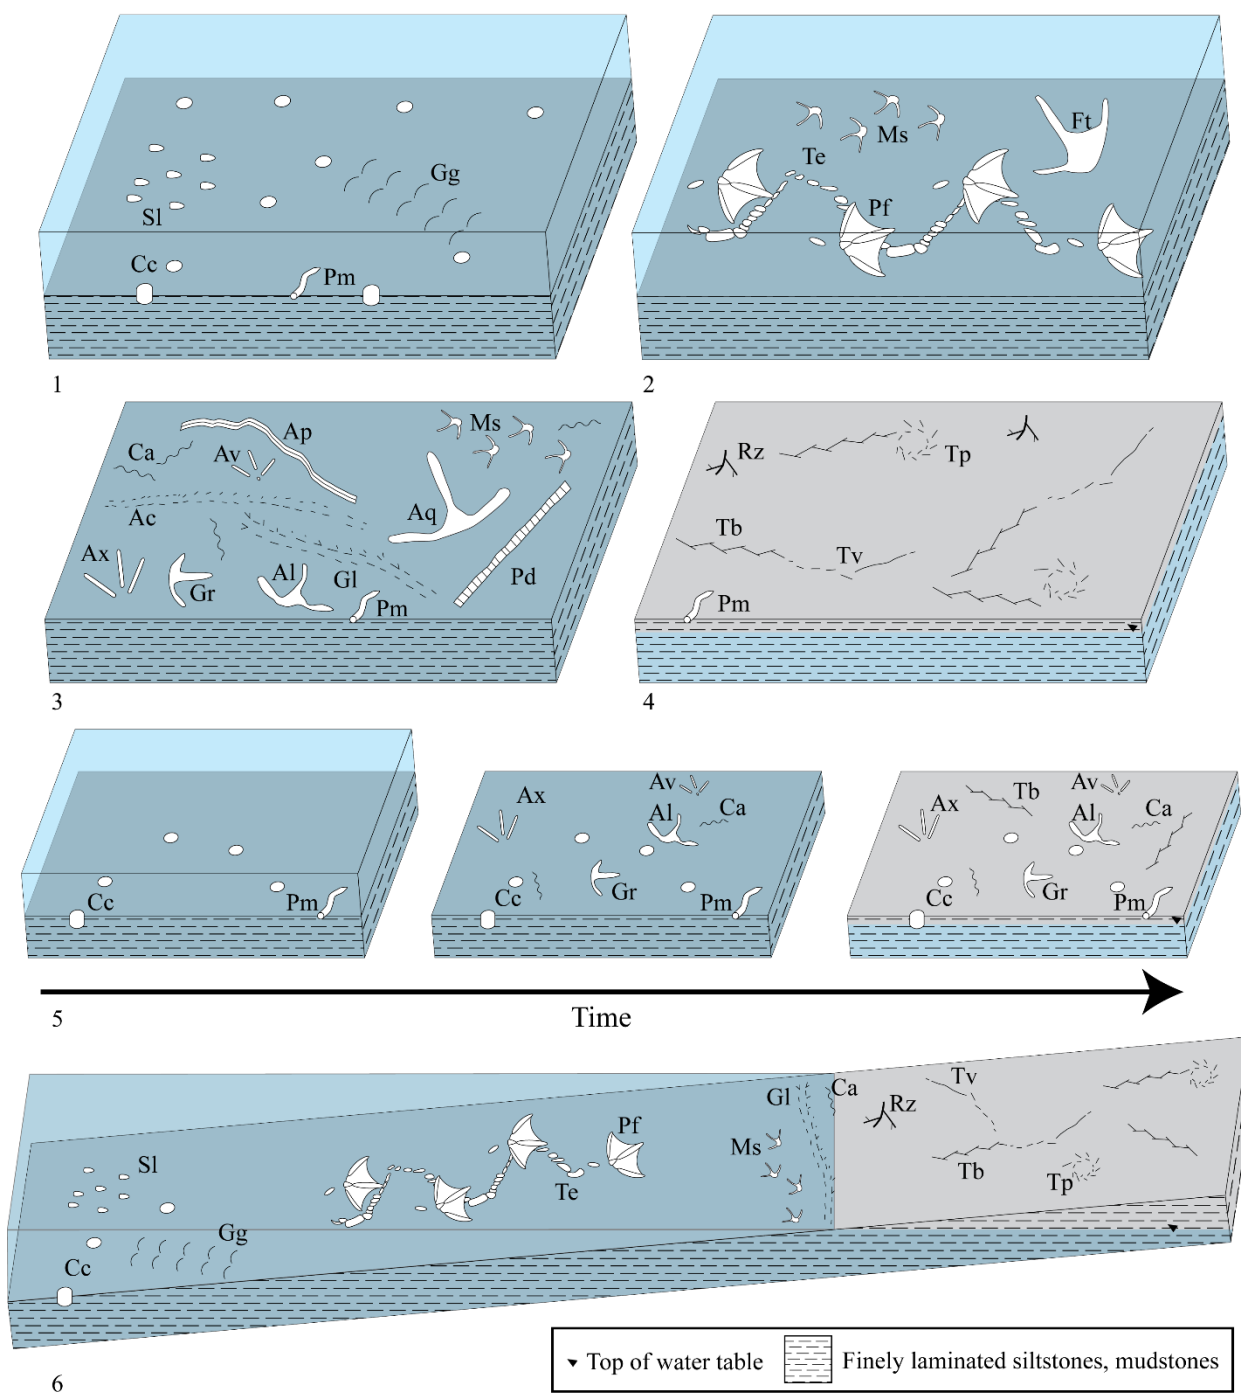 Gg
Sl
Cc
Pm
1
Ms
Ft
Te
Pf
2
Ap
Ms
Ca
Av
Ac
Aq
Ax
Al
Gr
Gl
Pd
Pm
3
Rz
Tp
Tb
Tv
Pm
4
Cc
Pm
Ax
Av
Al
Ca
Cc
Gr
Pm
Ax
Tb
Av
Al
Ca
Cc
Gr
Pm
5
Time
Sl
Gg
Cc
Pf
Te
Gl
Ca
Ms
Rz
Tv
Tb
Tp
6
Top of water table
Finely laminated siltstones, mudstones